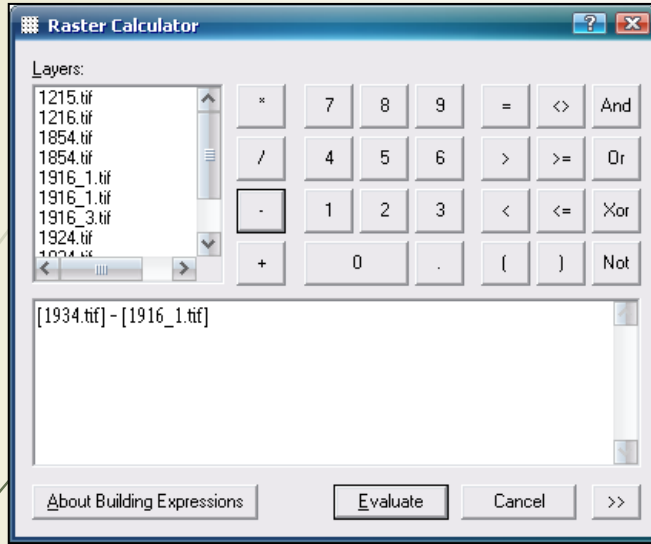 Raster Calculator
Layers:
1215.tif
1216.tif
1854.tif
1854.tif
1916_1.tif
1916_1.tif
1916_3.tif
1924.tif
* 7 8 9 = <> And
/ 4 5 6 > >= Or
- 1 2 3 < <= Xor
+ 0 . ( ) Not
[1934.tif] - [1916_1.tif]
About Building Expressions Evaluate Cancel >>